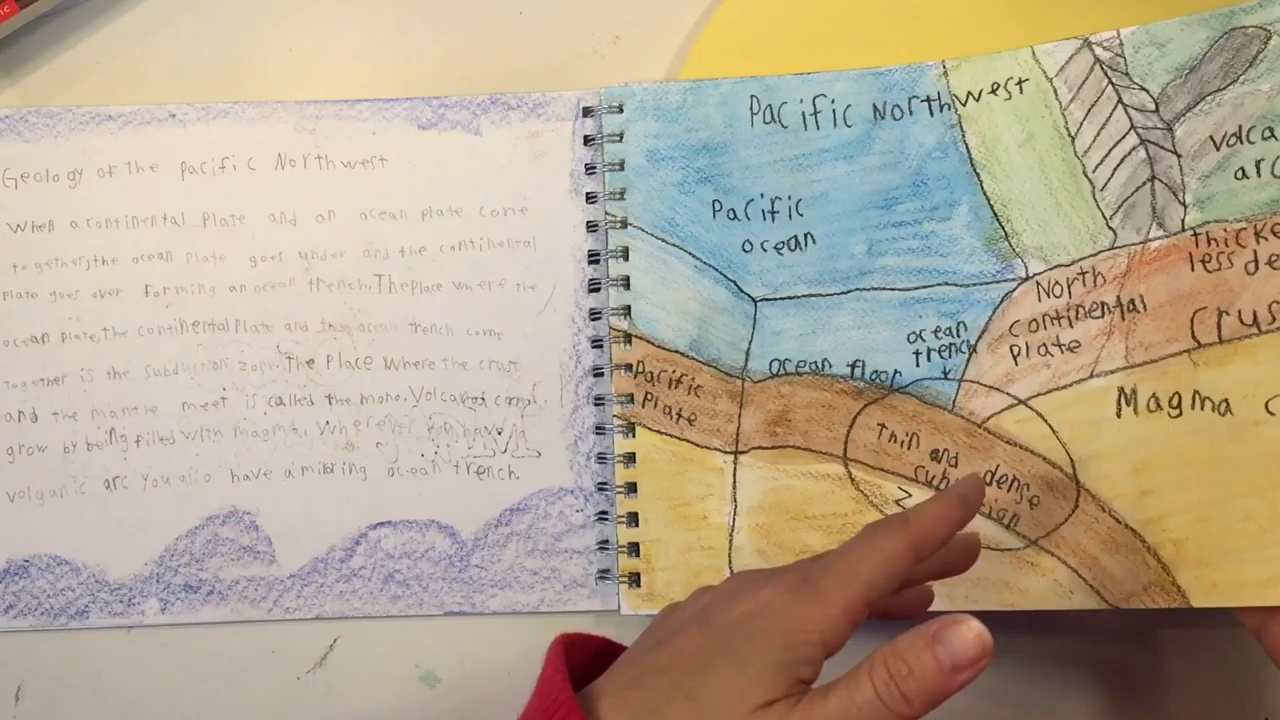 Geology of the Pacific Northwest
When a continental Plate and an ocean plate come
together, the ocean Plate goes under and the continental
Plate goes over forming an ocean trench. The place where the
ocean plate, the continental Plate and the ocean trench come
together is the subduction zone. The Place where the crust
and the mantle meet is called the moho. Volcanos
grow by being filled with magma. Wherever you have
volganic arc you also have a mibring ocean trench.
Pacific Northwest
Pacific
ocean
Volca
arc
thicke
less de
North
continental
plate
Crus
ocean
trench
ocean floor
Pacific
Plate
Magma c
Thin and dense